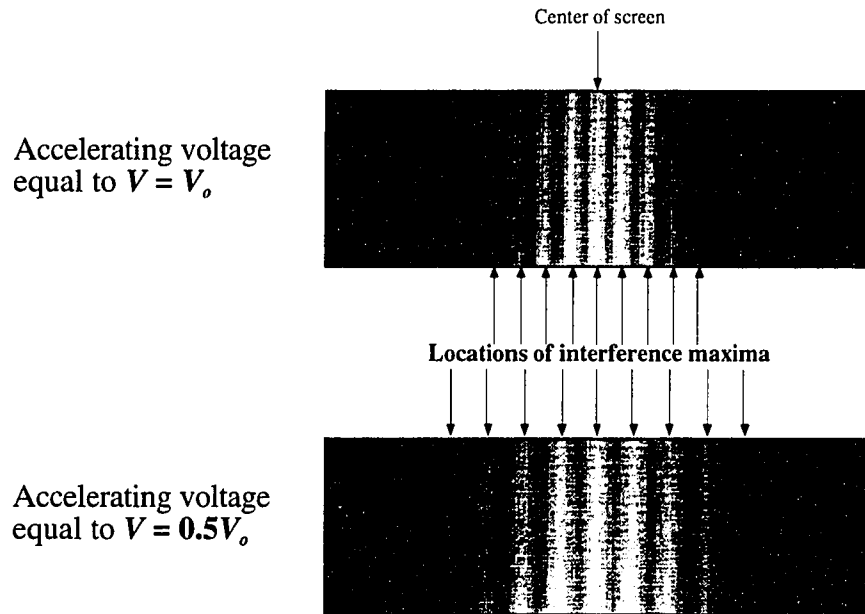 Center of screen
Accelerating voltage
equal to V = Vo
Locations of interference maxima
Accelerating voltage
equal to V = 0.5Vo